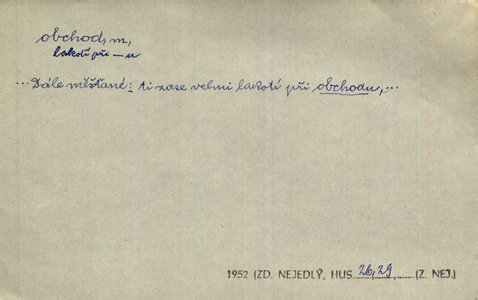 obchod, m,
lakotí při — u
... Dále měšťané: ti zase velmi lakotí při obchodu, ...
1952 (ZD. NEJEDLÝ, HUS 26, 29, (Z. NEJ.)